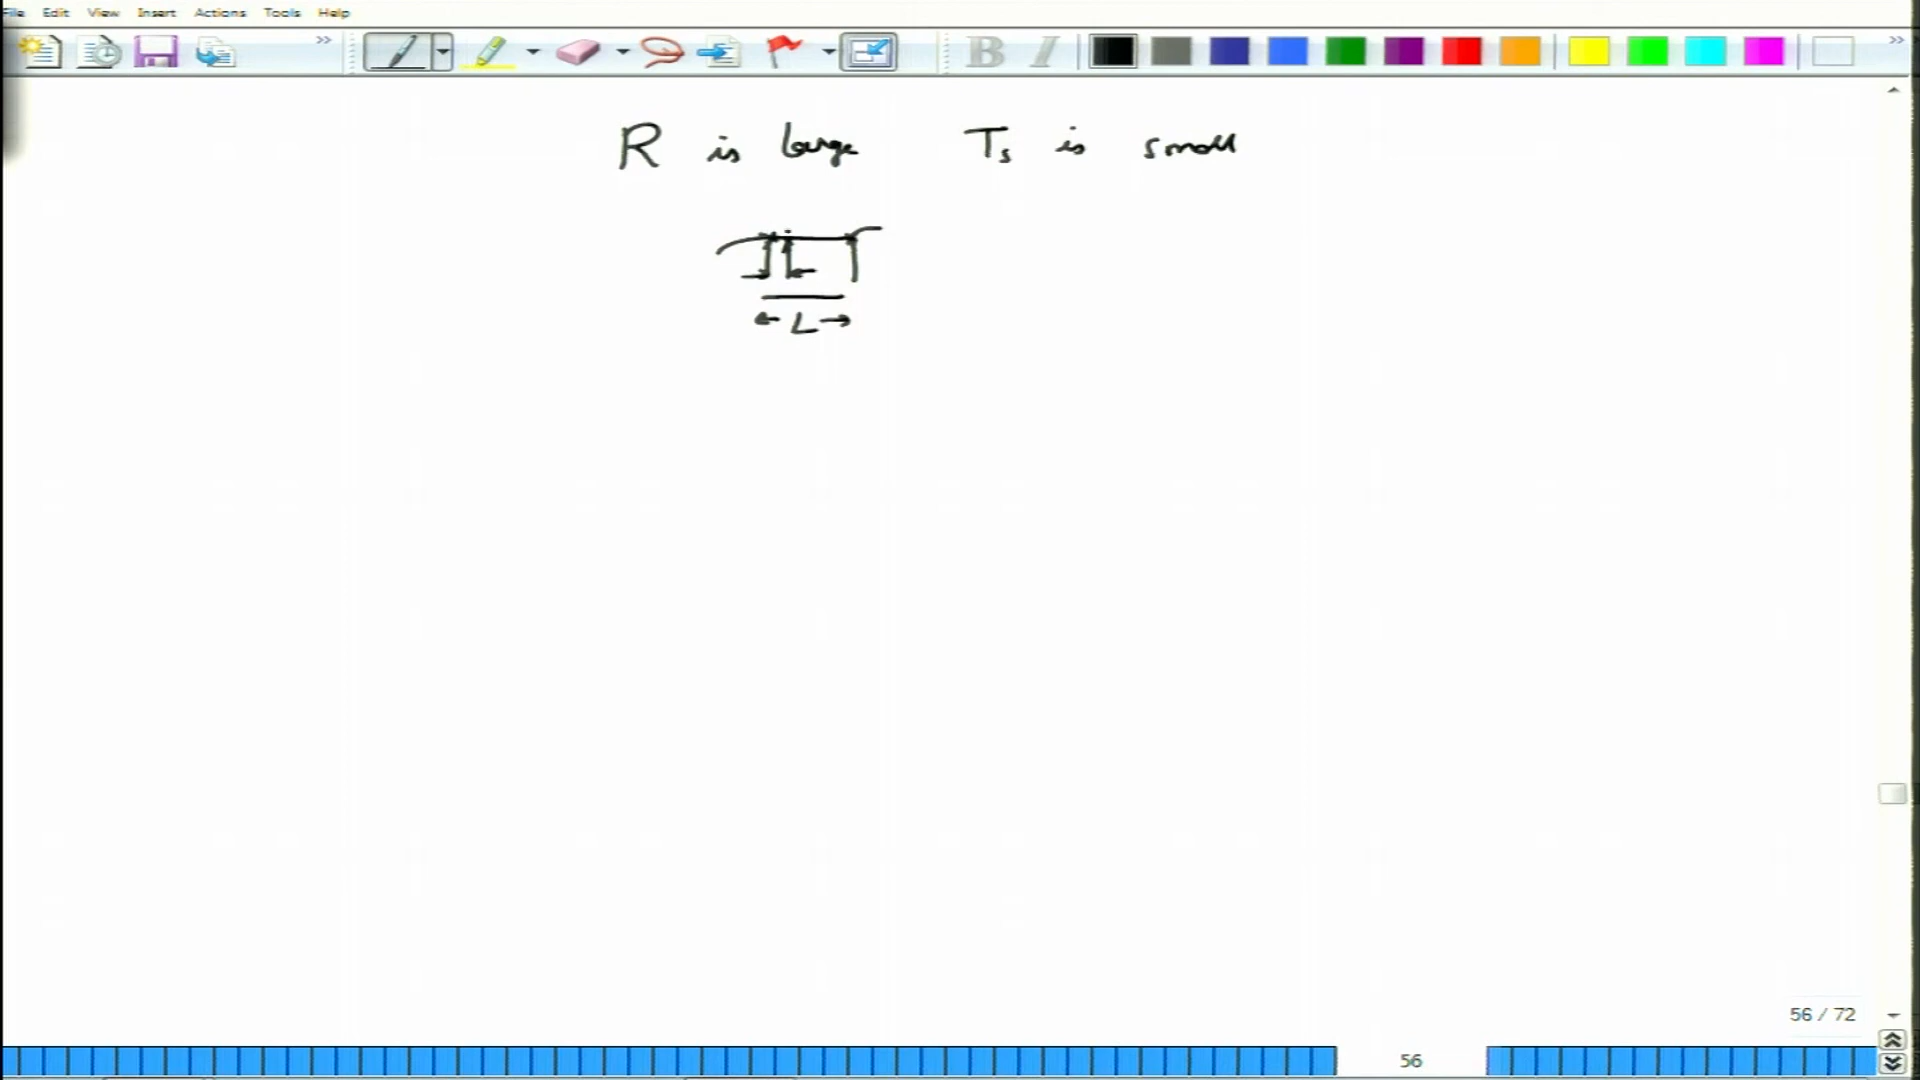 File Edit View Insert Actions Tools Help
B I
R is large Ts is small
L
56 / 72
56